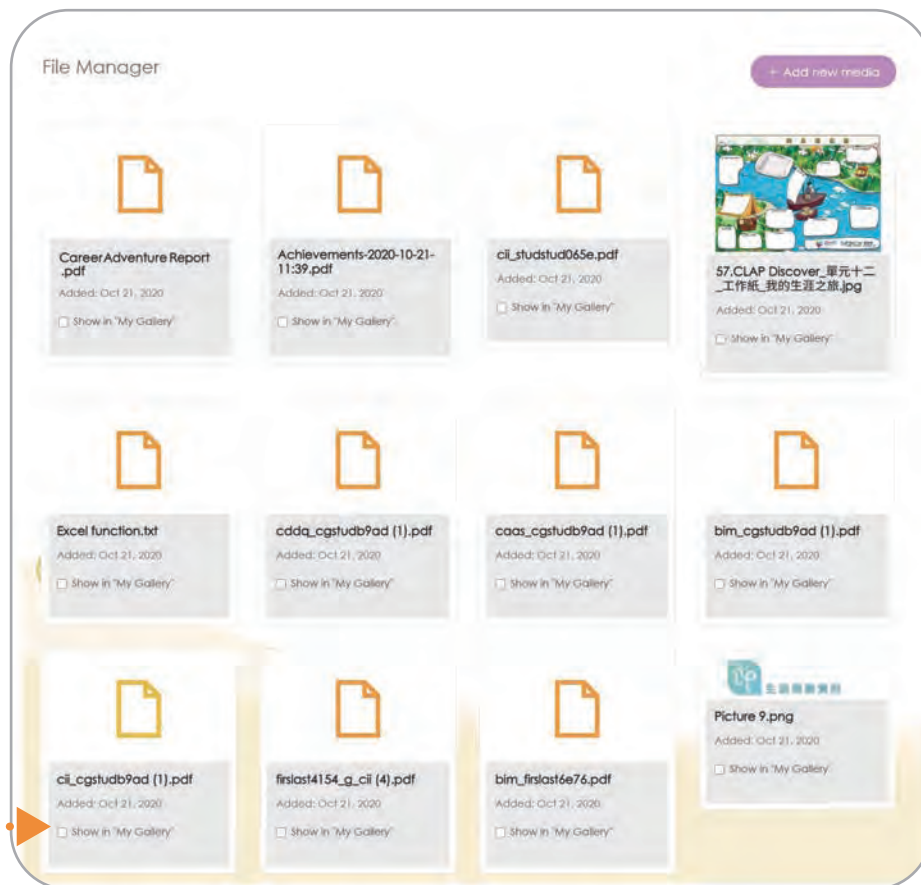 File Manager
+ Add new media
Career Adventure Report
.pdf
Added: Oct 21, 2020
Show in "My Gallery"
Achievements-2020-10-21-
11:39.pdf
Added: Oct 21, 2020
Show in "My Gallery"
cii_studstud065e.pdf
Added: Oct 21, 2020
Show in "My Gallery"
57.CLAP Discover_單元十二
_工作紙_我的生涯之旅.jpg
Added: Oct 21, 2020
Show in "My Gallery"
Excel function.txt
Added: Oct 21, 2020
Show in "My Gallery"
cddq_cgstudb9ad (1).pdf
Added: Oct 21, 2020
Show in "My Gallery"
caas_cgstudb9ad (1).pdf
Added: Oct 21, 2020
Show in "My Gallery"
bim_cgstudb9ad (1).pdf
Added: Oct 21, 2020
Show in "My Gallery"
cii_cgstudb9ad (1).pdf
Added: Oct 21, 2020
Show in "My Gallery"
firslast4154_g_cii (4).pdf
Added: Oct 21, 2020
Show in "My Gallery"
bim_firslast6e76.pdf
Added: Oct 21, 2020
Show in "My Gallery"
Picture 9.png
Added: Oct 21, 2020
Show in "My Gallery"